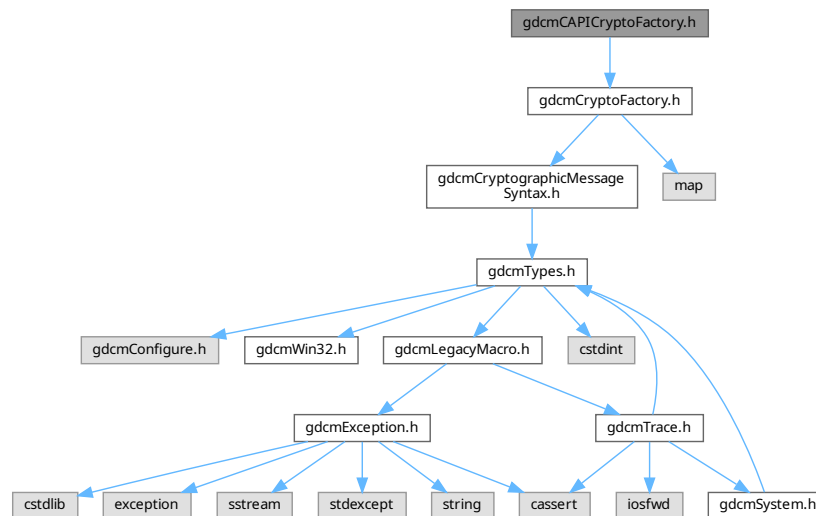 gdcmCAPICryptoFactory.h
gdcmCryptoFactory.h
gdcmCryptographicMessage
Syntax.h
map
gdcmTypes.h
gdcmConfigure.h
gdcmWin32.h
gdcmLegacyMacro.h
cstdint
gdcmException.h
gdcmTrace.h
cstdlib
exception
sstream
stdexcept
string
cassert
iosfwd
gdcmSystem.h